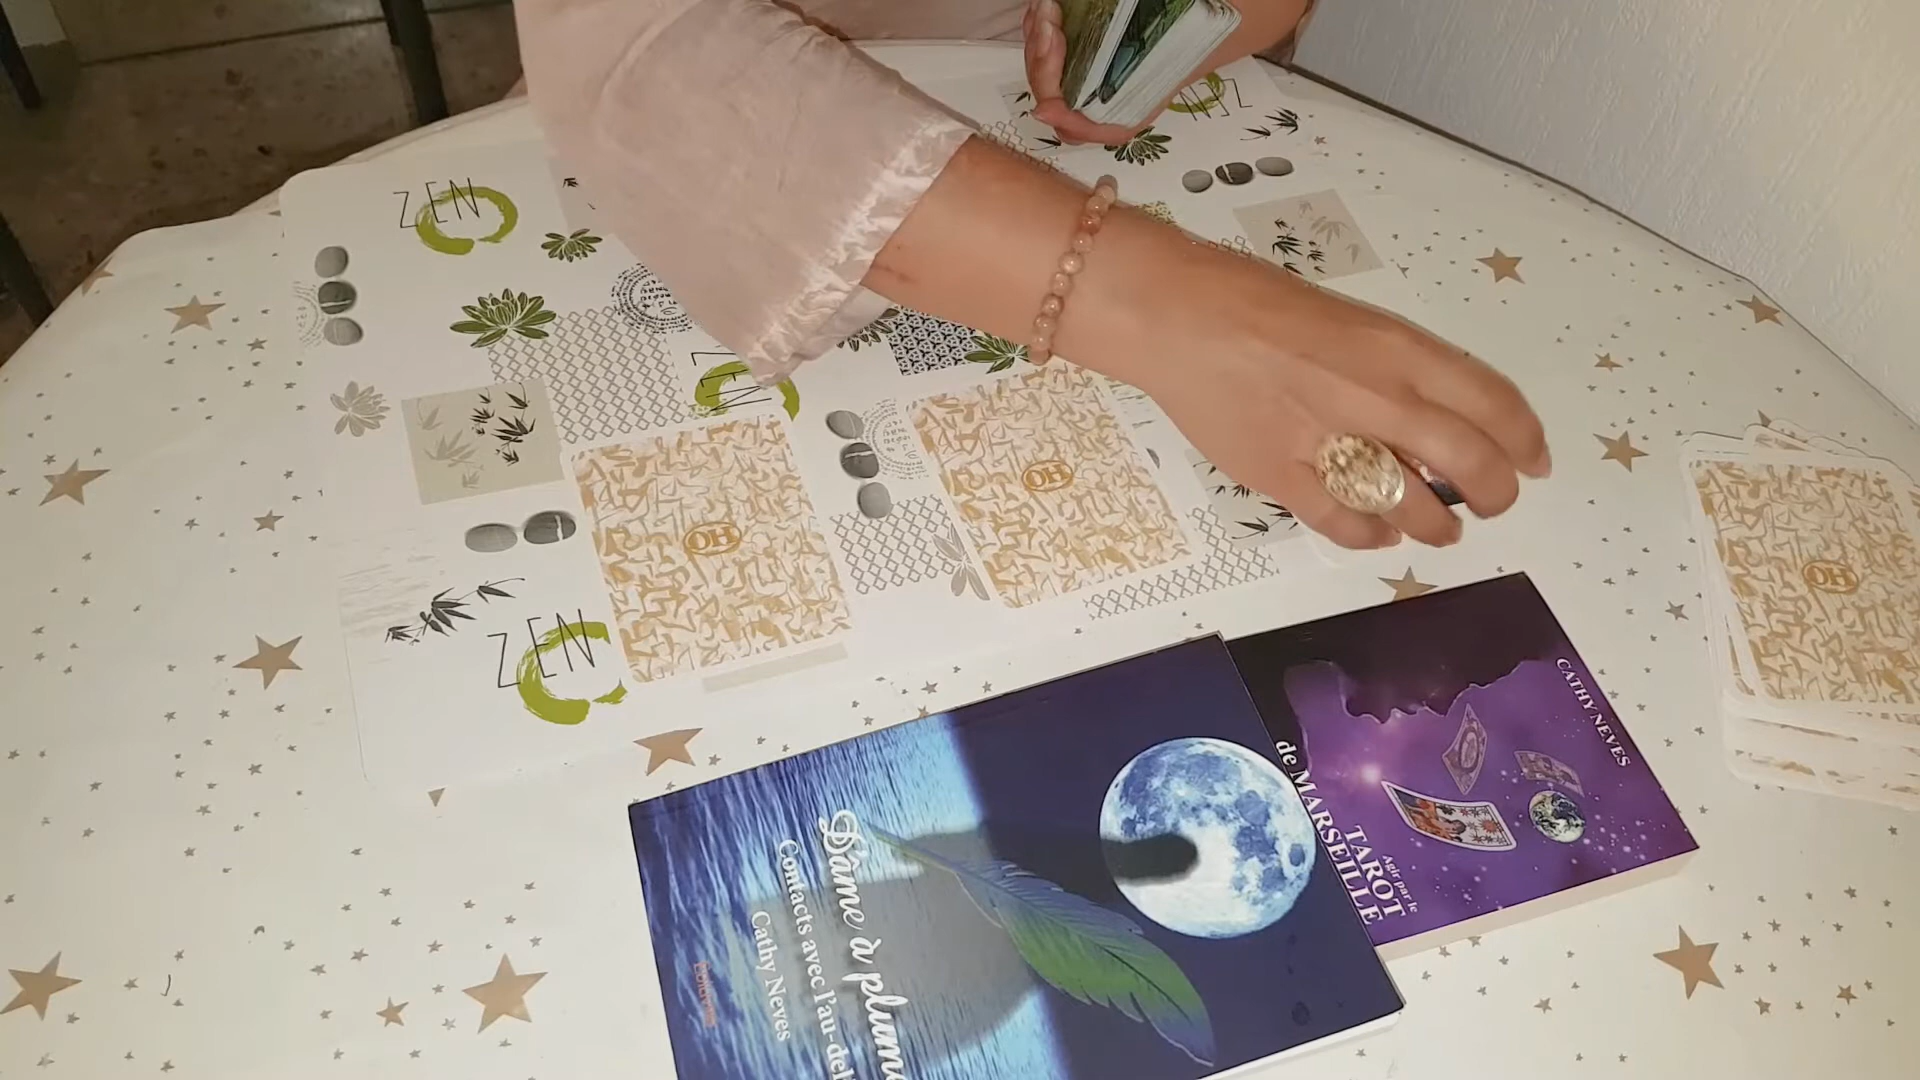 ZEN
ZEN
ZEN
ZEN
OH
OH
OH
CATHY NEVES
Agir par le
TAROT
de MARSEILLE
D'âme à plume
Contacts avec l'au-del
Cathy Neves